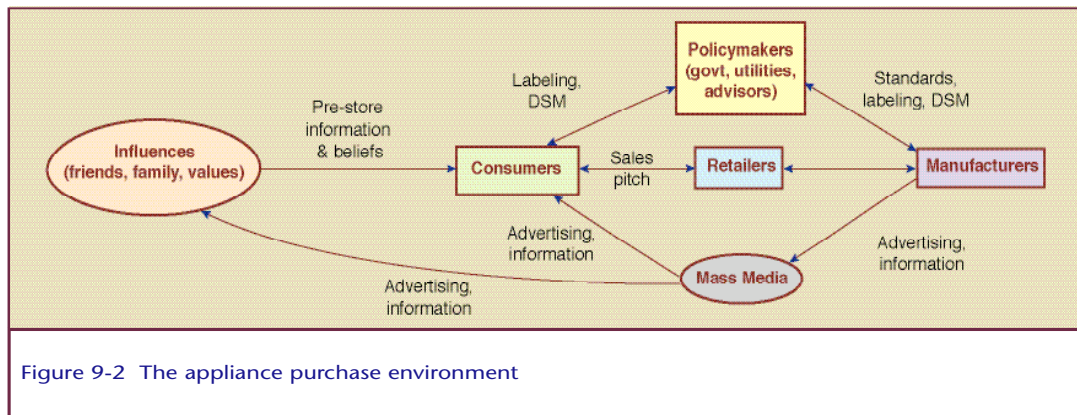 Policymakers
(govt, utilities,
advisors)
Labeling,
DSM
Standards,
labeling, DSM
Pre-store
information
& beliefs
Influences
(friends, family, values)
Consumers
Sales
pitch
Retailers
Manufacturers
Advertising,
information
Mass Media
Advertising,
information
Advertising,
information
Figure 9-2 The appliance purchase environment